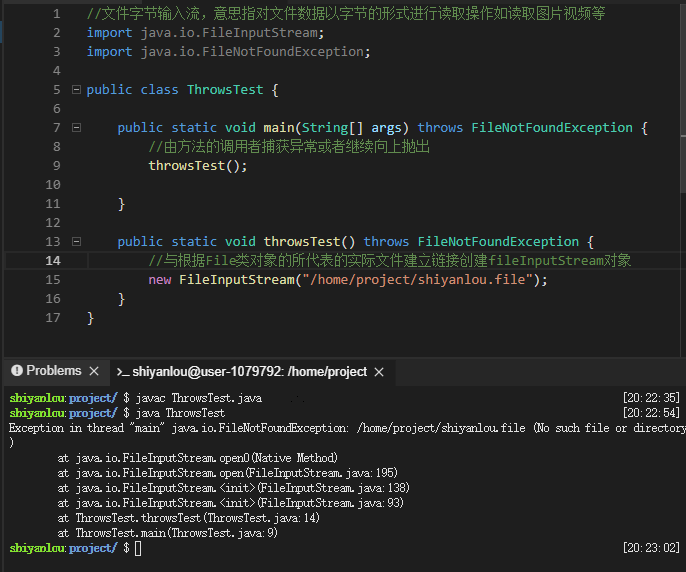 1 //文件字节输入流，意思指对文件数据以字节的形式进行读取操作如读取图片视频等
2 import java.io.FileInputStream;
3 import java.io.FileNotFoundException;
4
5 public class ThrowsTest {
6
7 public static void main(String[] args) throws FileNotFoundException {
8 //由方法的调用者捕获异常或者继续向上抛出
9 throwsTest();
10
11 }
12
13 public static void throwsTest() throws FileNotFoundException {
14 //与根据File类对象的所代表的实际文件建立链接创建fileInputStream对象
15 new FileInputStream("/home/project/shiyanlou.file");
16 }
17 }
Problems × >_ shiyanlou@user-1079792: /home/project ×
shiyanlou:project/ $ javac ThrowsTest.java [20:22:35]
shiyanlou:project/ $ java ThrowsTest [20:22:54]
Exception in thread "main" java.io.FileNotFoundException: /home/project/shiyanlou.file (No such file or directory
)
at java.io.FileInputStream.open0(Native Method)
at java.io.FileInputStream.open(FileInputStream.java:195)
at java.io.FileInputStream.<init>(FileInputStream.java:138)
at java.io.FileInputStream.<init>(FileInputStream.java:93)
at ThrowsTest.throwsTest(ThrowsTest.java:14)
at ThrowsTest.main(ThrowsTest.java:9)
shiyanlou:project/ $ [20:23:02]